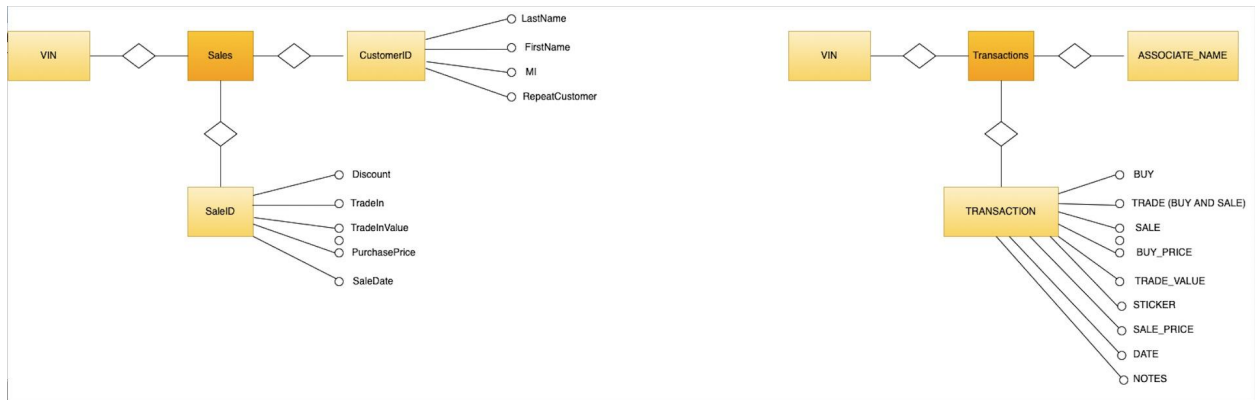 VIN
Sales
CustomerID
LastName
FirstName
MI
RepeatCustomer
SaleID
Discount
TradeIn
TradeInValue
PurchasePrice
SaleDate
VIN
Transactions
ASSOCIATE_NAME
TRANSACTION
BUY
TRADE (BUY AND SALE)
SALE
BUY_PRICE
TRADE_VALUE
STICKER
SALE_PRICE
DATE
NOTES